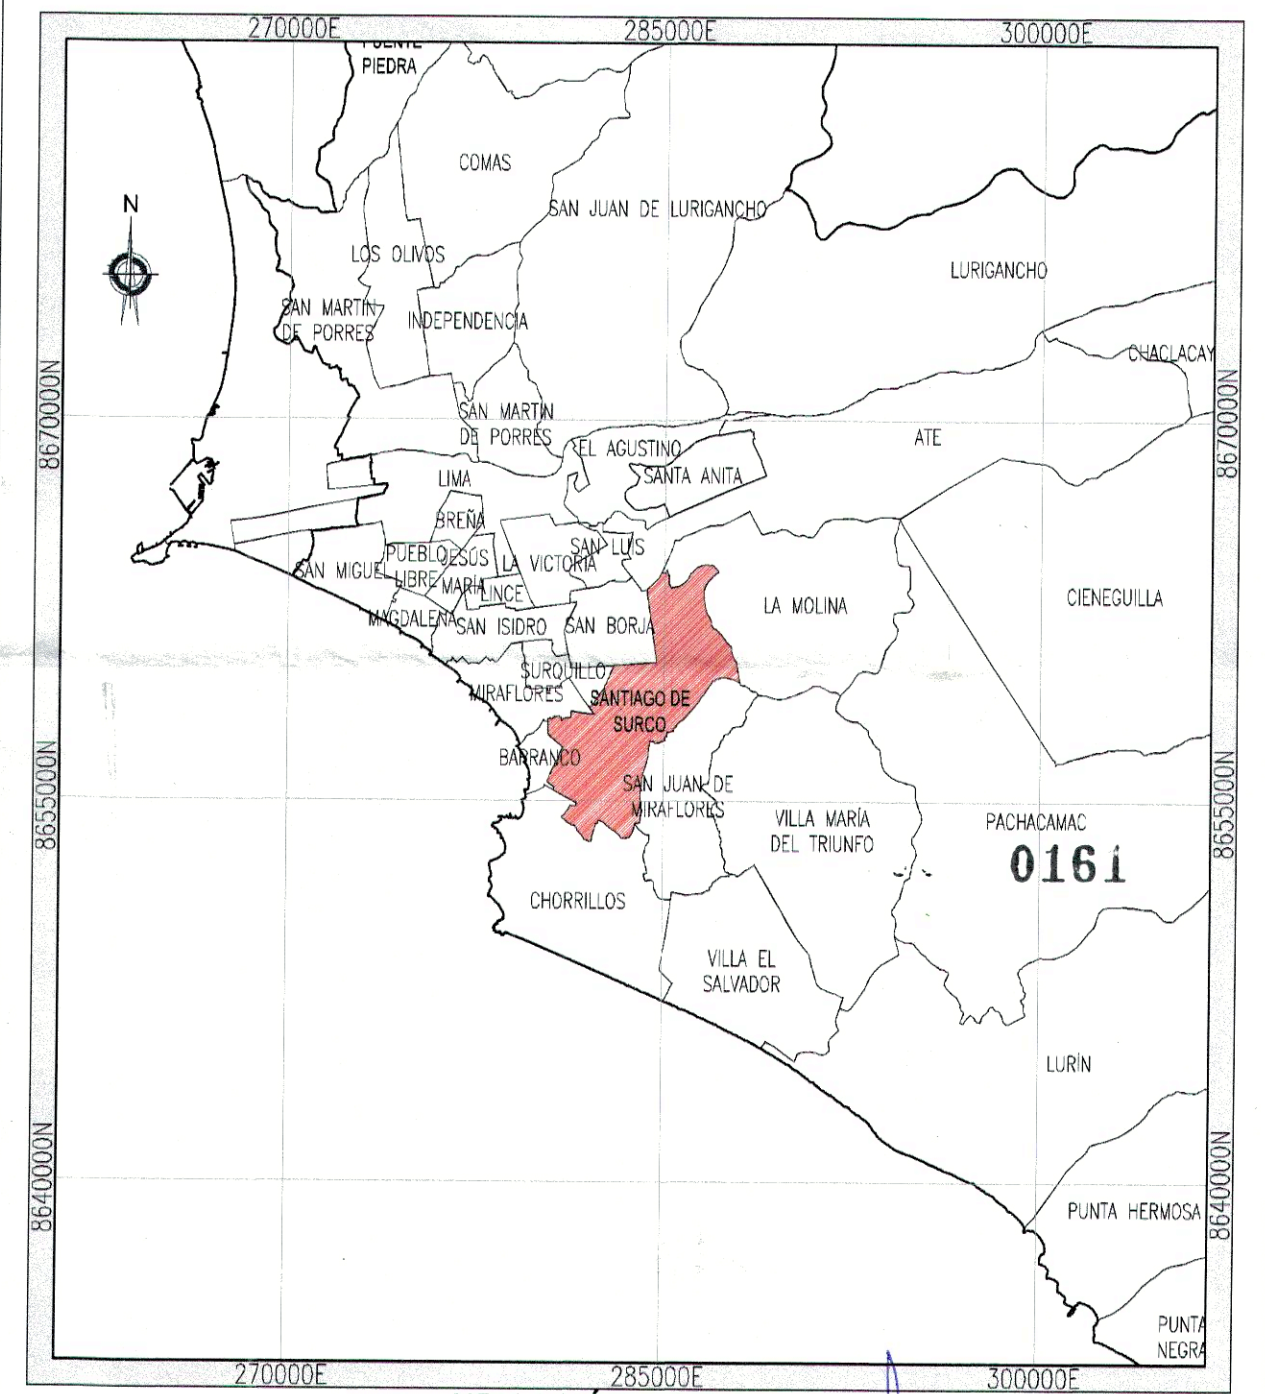 270000E
285000E
300000E
PUENTE
PIEDRA
COMAS
SAN JUAN DE LURIGANCHO
N
LOS OLIVOS
LURIGANCHO
SAN MARTIN
DE PORRES
INDEPENDENCIA
CHACLACAY
8670000N
8670000N
SAN MARTIN
DE PORRES
EL AGUSTINO
ATE
LIMA
SANTA ANITA
BREÑA
PUEBLO
LIBRE
JESÚS
MARÍA
LA VICTORIA
SAN LUIS
SAN MIGUEL
LINCE
LA MOLINA
CIENEGUILLA
MAGDALENA
SAN ISIDRO
SAN BORJA
SURQUILLO
MIRAFLORES
SANTIAGO DE
SURCO
BARRANCO
SAN JUAN DE
MIRAFLORES
8655000N
8655000N
VILLA MARÍA
DEL TRIUNFO
PACHACAMAC
0161
CHORRILLOS
VILLA EL
SALVADOR
LURÍN
8640000N
8640000N
PUNTA HERMOSA
PUNTA
NEGRA
270000E
285000E
300000E